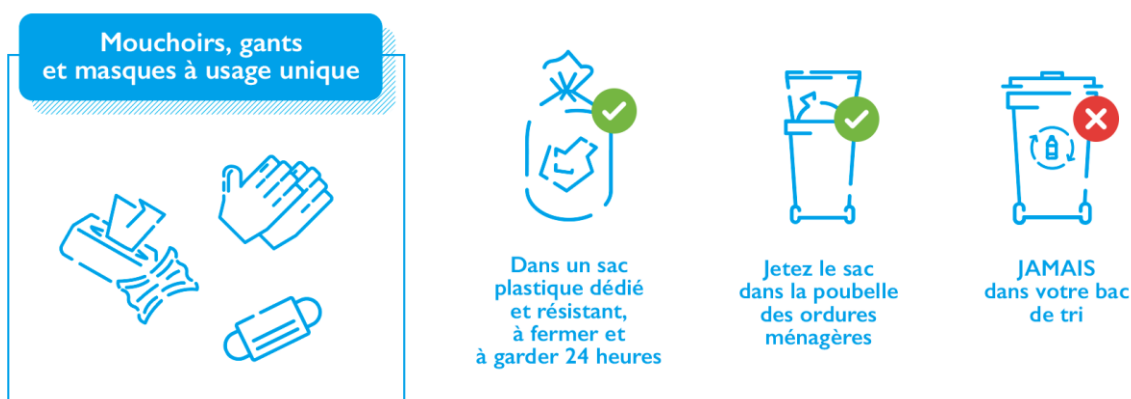 Mouchoirs, gants
et masques à usage unique
Dans un sac
plastique dédié
et résistant,
à fermer et
à garder 24 heures
Jetez le sac
dans la poubelle
des ordures
ménagères
JAMAIS
dans votre bac
de tri